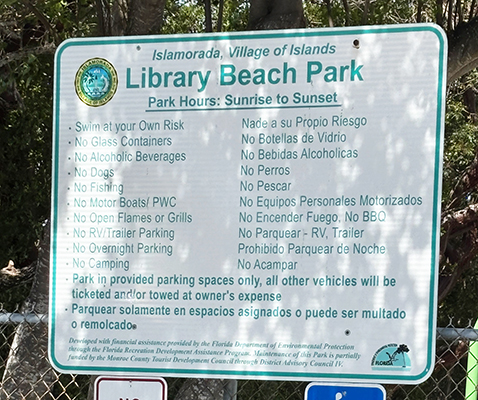 Islamorada, Village of Islands
Library Beach Park
Park Hours: Sunrise to Sunset
· Swim at your Own Risk Nade a su Propio Riesgo
· No Glass Containers No Botellas de Vidrio
· No Alcoholic Beverages No Bebidas Alcoholicas
· No Dogs No Perros
· No Fishing No Pescar
· No Motor Boats/ PWC No Equipos Personales Motorizados
· No Open Flames or Grills No Encender Fuego, No BBQ
· No RV/Trailer Parking No Parquear - RV, Trailer
· No Overnight Parking Prohibido Parquear de Noche
· No Camping No Acampar
· Park in provided parking spaces only, all other vehicles will be
ticketed and/or towed at owner's expense
· Parquear solamente en espacios asignados o puede ser multado
o remolcado
Developed with financial assistance provided by the Florida Department of Environmental Protection
through the Florida Recreation Development Assistance Program. Maintenance of this Park is partially
funded by the Monroe County Tourist Development Council through District Advisory Council IV.
FLORIDA
NO